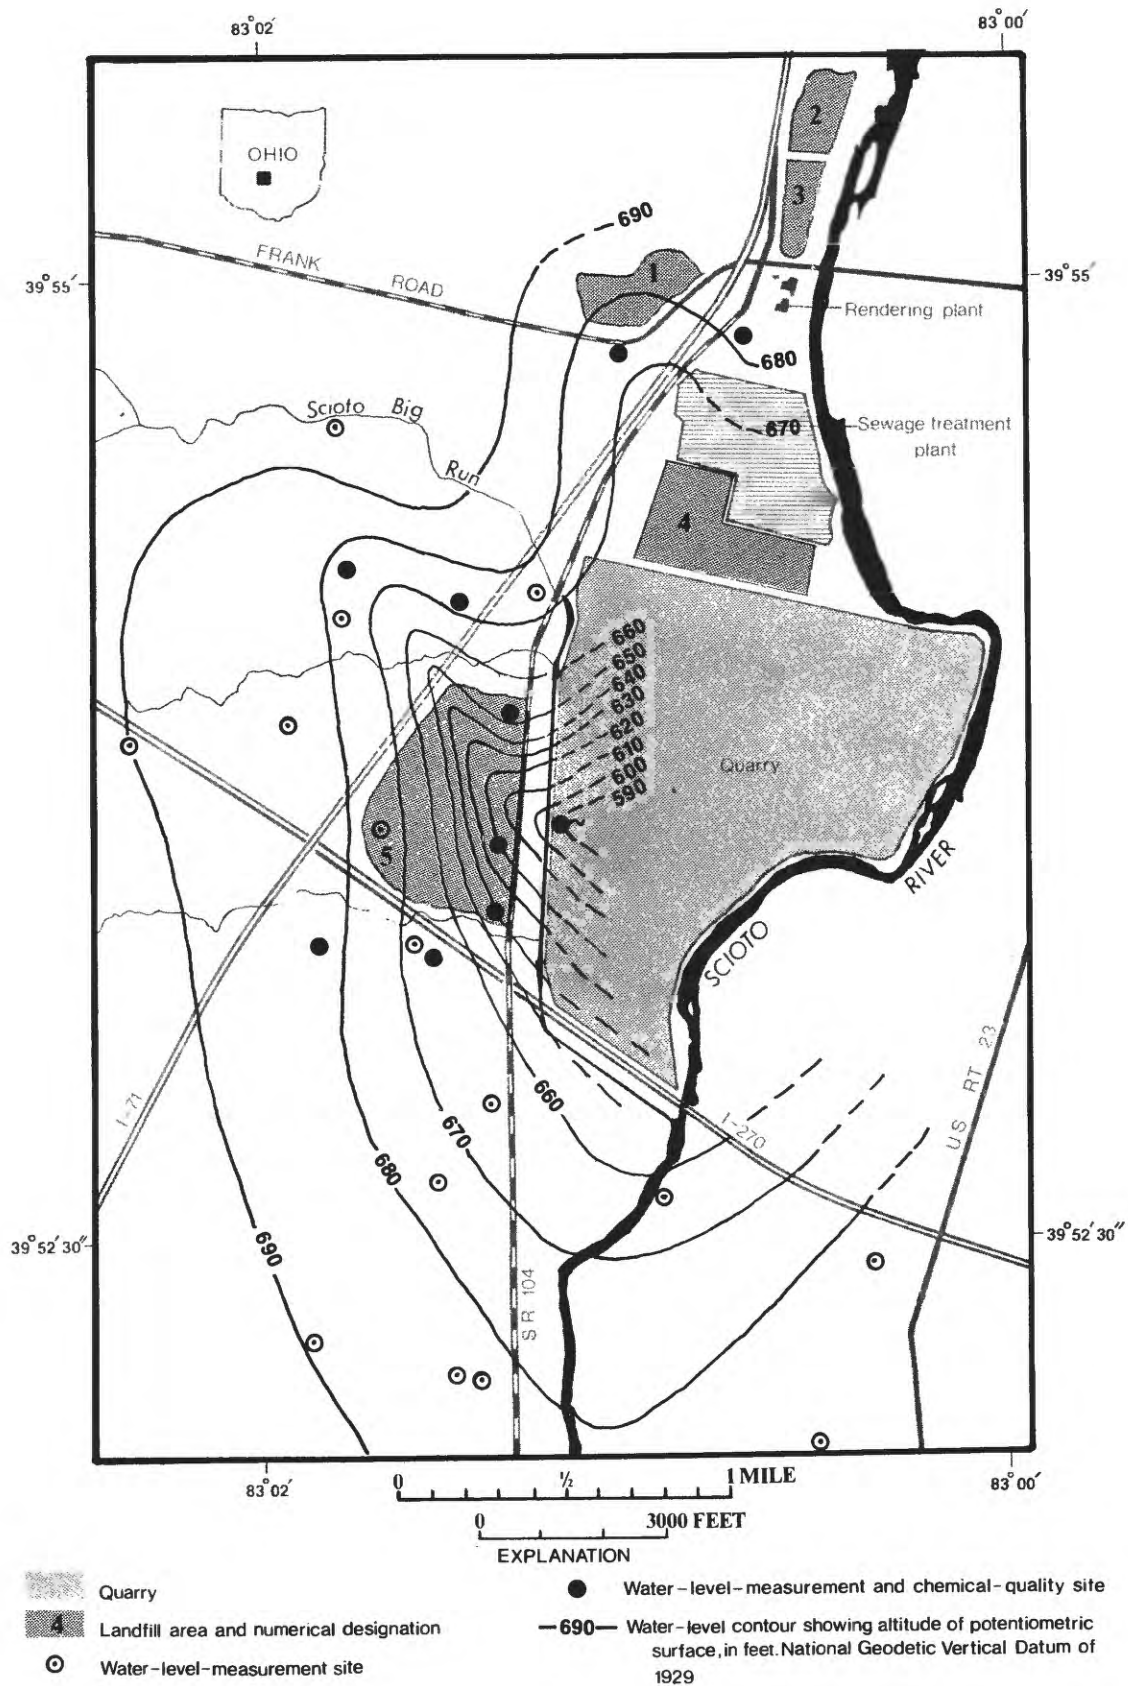 83°02′
83°00′
OHIO
2
3
690
FRANK
ROAD
1
39°55′
39°55′
Rendering plant
680
Scioto Big
Run
670
Sewage treatment
plant
4
660
650
640
630
620
610
600
590
Quarry
5
SCIOTO
RIVER
I-71
660
670
680
690
I-270
US RT 23
SR 104
39°52′30″
39°52′30″
83°02′
83°00′
0 ½ 1 MILE
0 3000 FEET
EXPLANATION
Quarry
4 Landfill area and numerical designation
Water-level-measurement site
Water-level-measurement and chemical-quality site
—690— Water-level contour showing altitude of potentiometric
surface, in feet. National Geodetic Vertical Datum of
1929